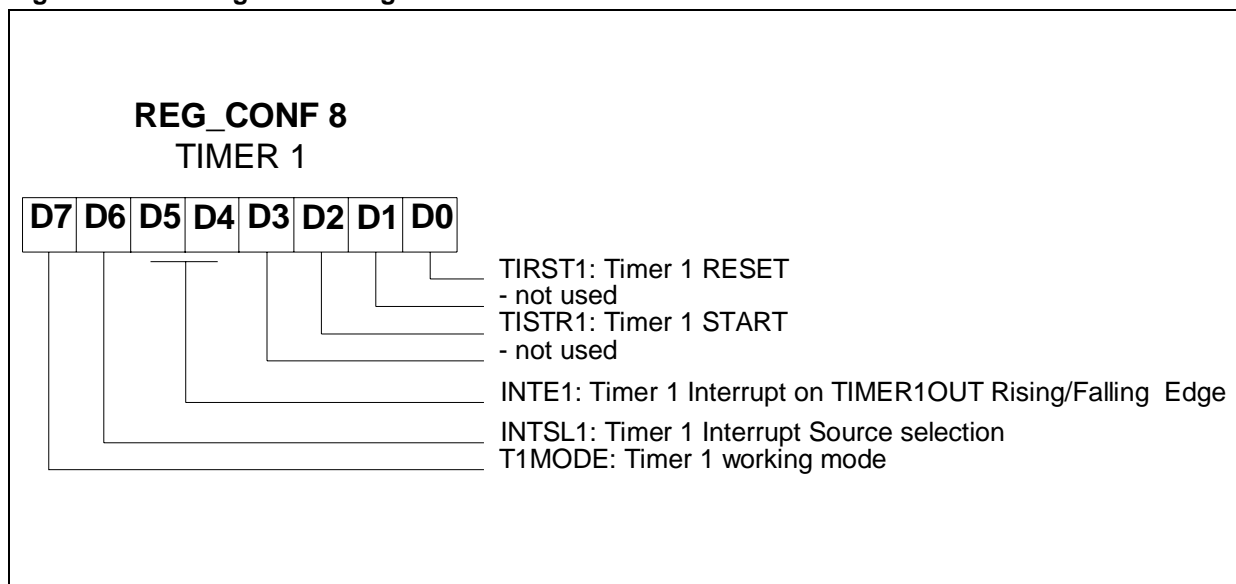 REG_CONF 8
TIMER 1
D7 D6 D5 D4 D3 D2 D1 D0
TIRST1: Timer 1 RESET
- not used
TISTR1: Timer 1 START
- not used
INTE1: Timer 1 Interrupt on TIMER1OUT Rising/Falling Edge
INTSL1: Timer 1 Interrupt Source selection
T1MODE: Timer 1 working mode